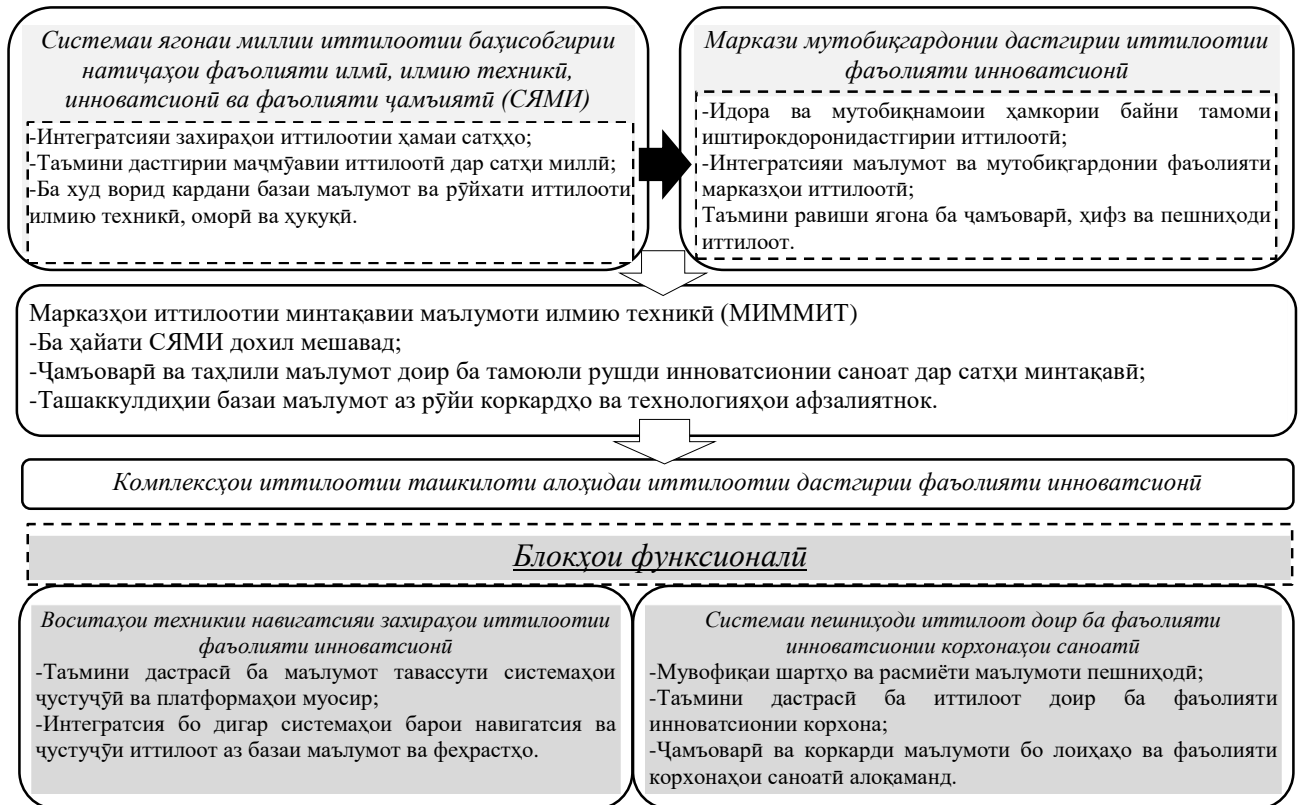 Системаи ягонаи миллии иттилоотии баҳисобгирии
натиҷаҳои фаъолияти илмӣ, илмию техникӣ,
инноватсионӣ ва фаъолияти ҷамъиятӣ (СЯМИ)
-Интегратсияи захираҳои иттилоотии ҳамаи сатҳҳо;
-Таъмини дастгирии маҷмӯавии иттилоотӣ дар сатҳи миллӣ;
-Ба худ ворид кардани базаи маълумот ва рӯйхати иттилооти
илмию техникӣ, оморӣ ва ҳуқуқӣ.
Маркази мутобиқгардонии дастгирии иттилоотии
фаъолияти инноватсионӣ
-Идора ва мутобиқнамоии ҳамкории байни тамоми
иштирокдоронидастгирии иттилоотӣ;
-Интегратсияи маълумот ва мутобиқгардонии фаъолияти
марказҳои иттилоотӣ;
Таъмини равиши ягона ба ҷамъоварӣ, ҳифз ва пешниҳоди
иттилоот.
Марказҳои иттилоотии минтақавии маълумоти илмию техникӣ (МИММИТ)
-Ба ҳайати СЯМИ дохил мешавад;
-Ҷамъоварӣ ва таҳлили маълумот доир ба тамоюли рушди инноватсионии саноат дар сатҳи минтақавӣ;
-Ташаккулдиҳии базаи маълумот аз рӯйи коркардҳо ва технологияҳои афзалиятнок.
Комплексҳои иттилоотии ташкилоти алоҳидаи иттилоотии дастгирии фаъолияти инноватсионӣ
Блокҳои функсионалӣ
Воситаҳои техникии навигатсияи захираҳои иттилоотии
фаъолияти инноватсионӣ
-Таъмини дастрасӣ ба маълумот тавассути системаҳои
ҷустуҷӯӣ ва платформаҳои муосир;
-Интегратсия бо дигар системаҳои барои навигатсия ва
ҷустуҷӯи иттилоот аз базаи маълумот ва феҳрастҳо.
Системаи пешниҳоди иттилоот доир ба фаъолияти
инноватсионии корхонаҳои саноатӣ
-Мувофиқаи шартҳо ва расмиёти маълумоти пешниҳодӣ;
-Таъмини дастрасӣ ба иттилоот доир ба фаъолияти
инноватсионии корхона;
-Ҷамъоварӣ ва коркарди маълумоти бо лоиҳаҳо ва фаъолияти
корхонаҳои саноатӣ алоқаманд.